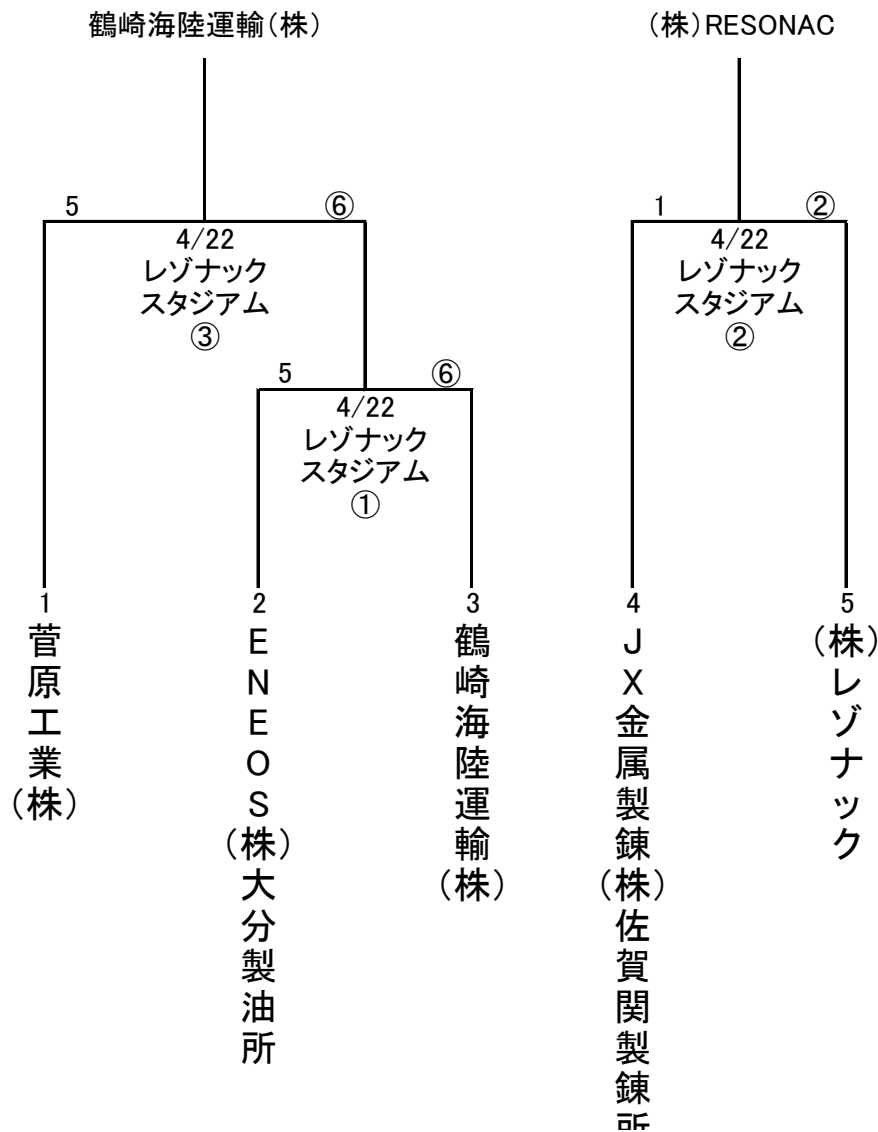 鶴崎海陸運輸（株）
（株）RESONAC
5
⑥
4/22
レゾナック
スタジアム
③
1
②
4/22
レゾナック
スタジアム
②
5
⑥
4/22
レゾナック
スタジアム
①
1
菅原工業（株）
2
ENEOS（株）大分製油所
3
鶴崎海陸運輸（株）
4
JX金属製錬（株）佐賀関製錬所
5
（株）レゾナック